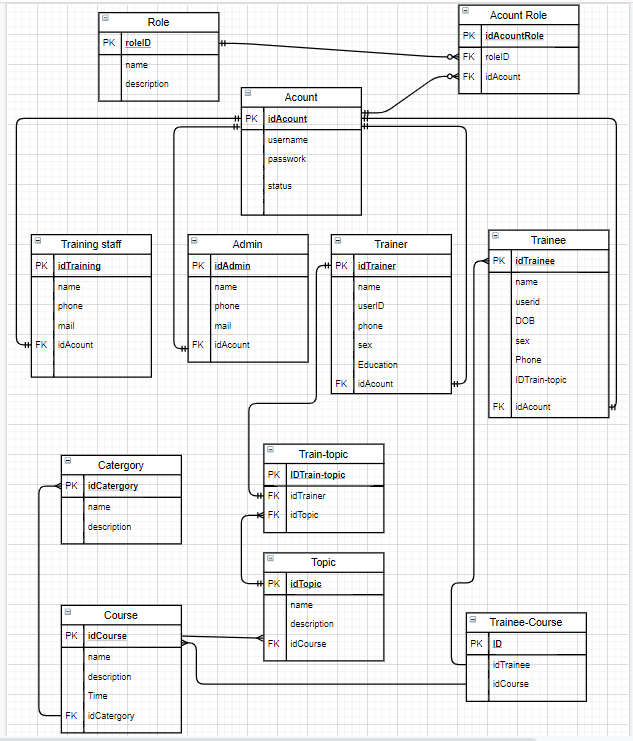 Role
PK roleID
name
description
Acount Role
PK idAcountRole
FK roleID
FK idAcount
Acount
PK idAcount
username
passwork
status
Training staff
PK idTraining
name
phone
mail
FK idAcount
Admin
PK idAdmin
name
phone
mail
FK idAcount
Trainer
PK idTrainer
name
userID
phone
sex
Education
FK idAcount
Trainee
PK idTrainee
name
userid
DOB
sex
Phone
IDTrain-topic
FK idAcount
Catergory
PK idCatergory
name
description
Train-topic
PK IDTrain-topic
FK idTrainer
FK idTopic
Topic
PK idTopic
name
description
FK idCourse
Course
PK idCourse
name
description
Time
FK idCatergory
Trainee-Course
PK ID
idTrainee
idCourse